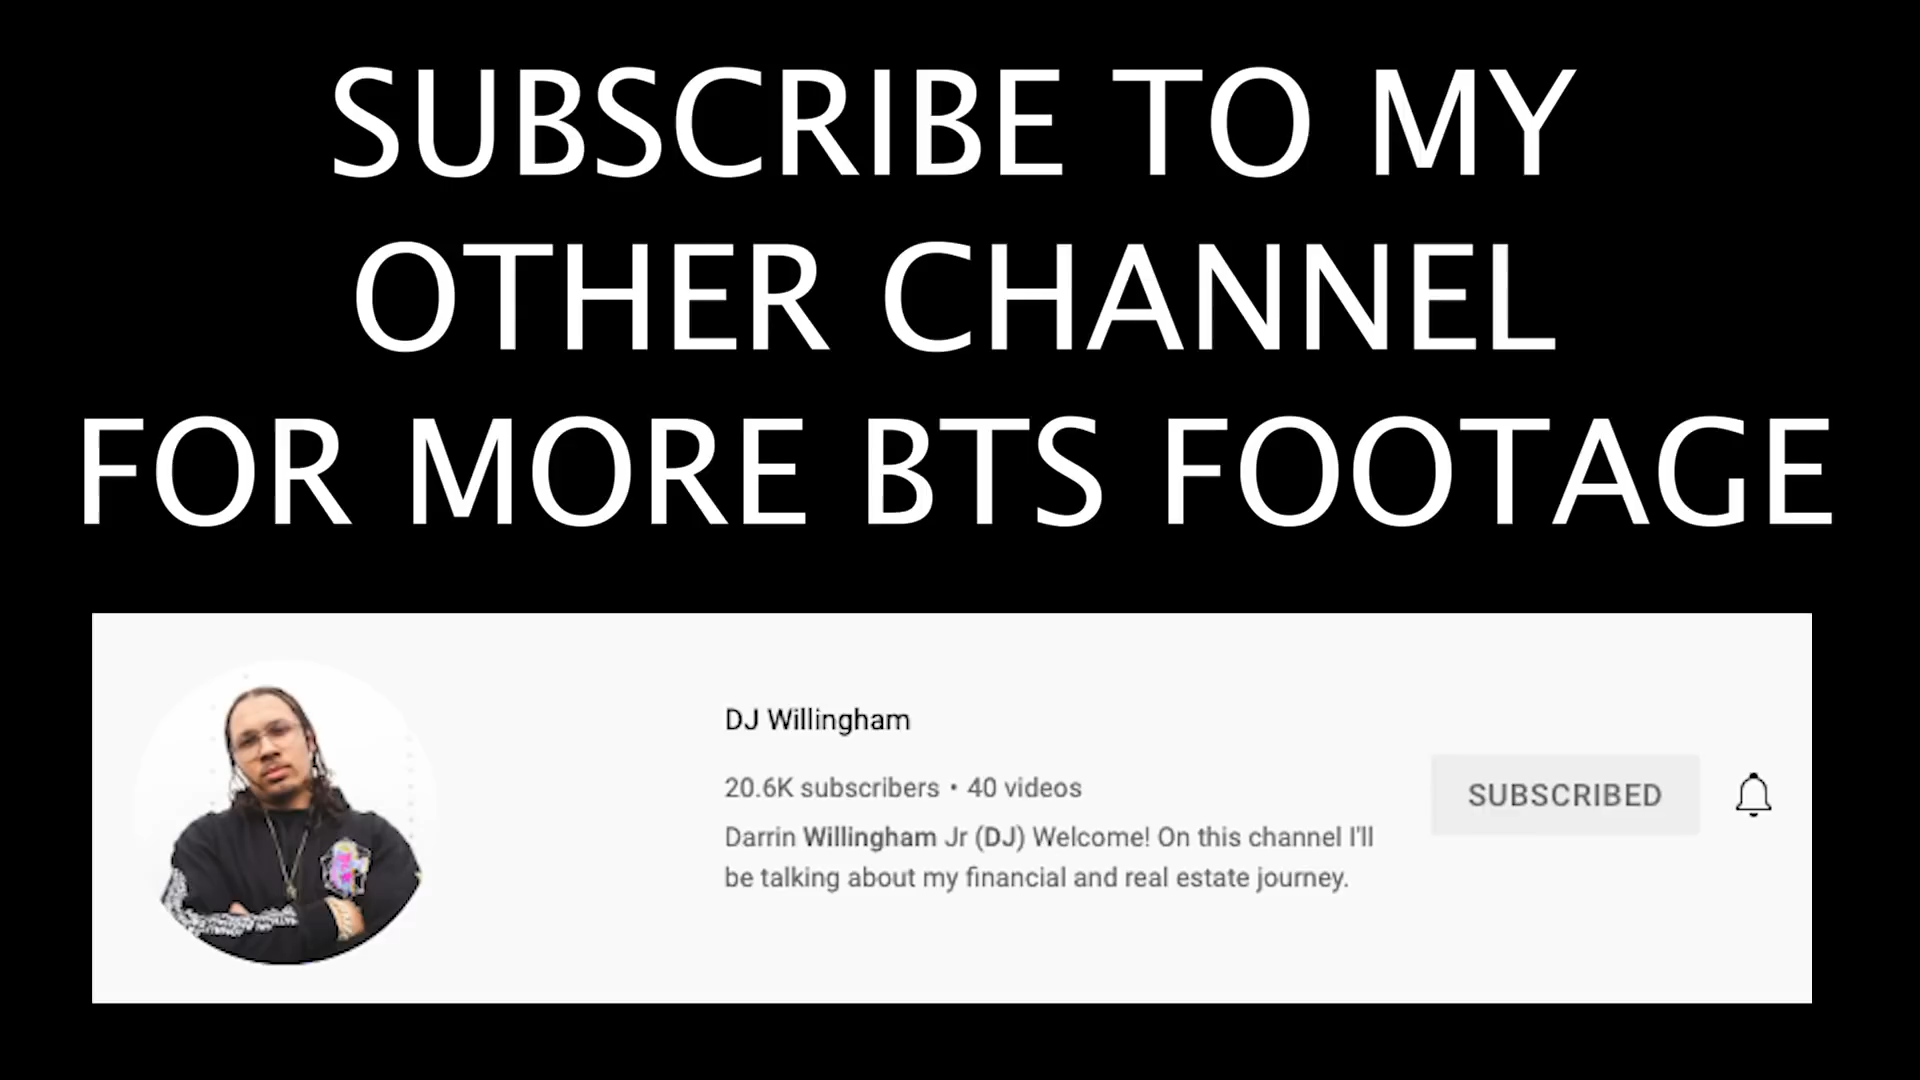 SUBSCRIBE TO MY
OTHER CHANNEL
FOR MORE BTS FOOTAGE
DJ Willingham
20.6K subscribers • 40 videos
Darrin Willingham Jr (DJ) Welcome! On this channel I'll
be talking about my financial and real estate journey.
SUBSCRIBED